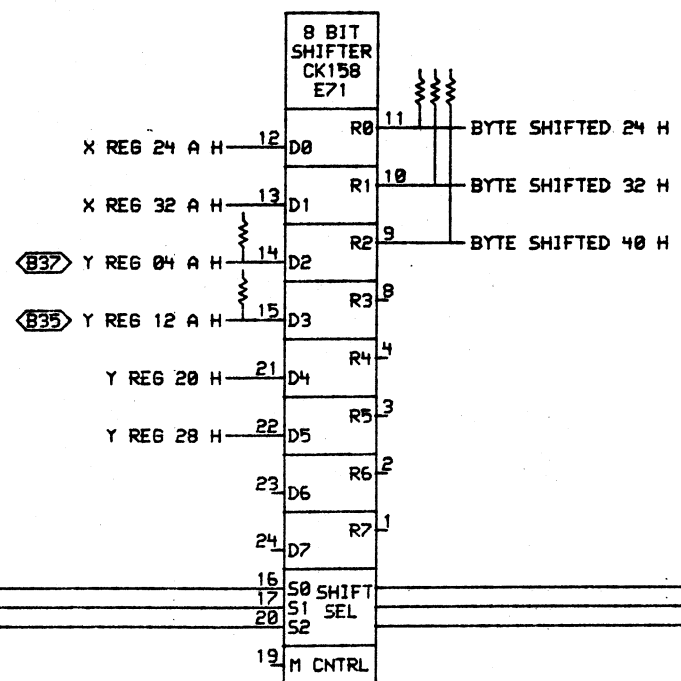 8 BIT
SHIFTER
CK158
E71
R0 11 BYTE SHIFTED 24 H
X REG 24 A H 12 D0
R1 10 BYTE SHIFTED 32 H
X REG 32 A H 13 D1
R2 9 BYTE SHIFTED 40 H
B37 Y REG 04 A H 14 D2
R3 8
B35 Y REG 12 A H 15 D3
R4 4
Y REG 20 H 21 D4
R5 3
Y REG 28 H 22 D5
R6 2
23 D6
R7 1
24 D7
16 S0 SHIFT
17 S1 SEL
20 S2
19 M CNTRL